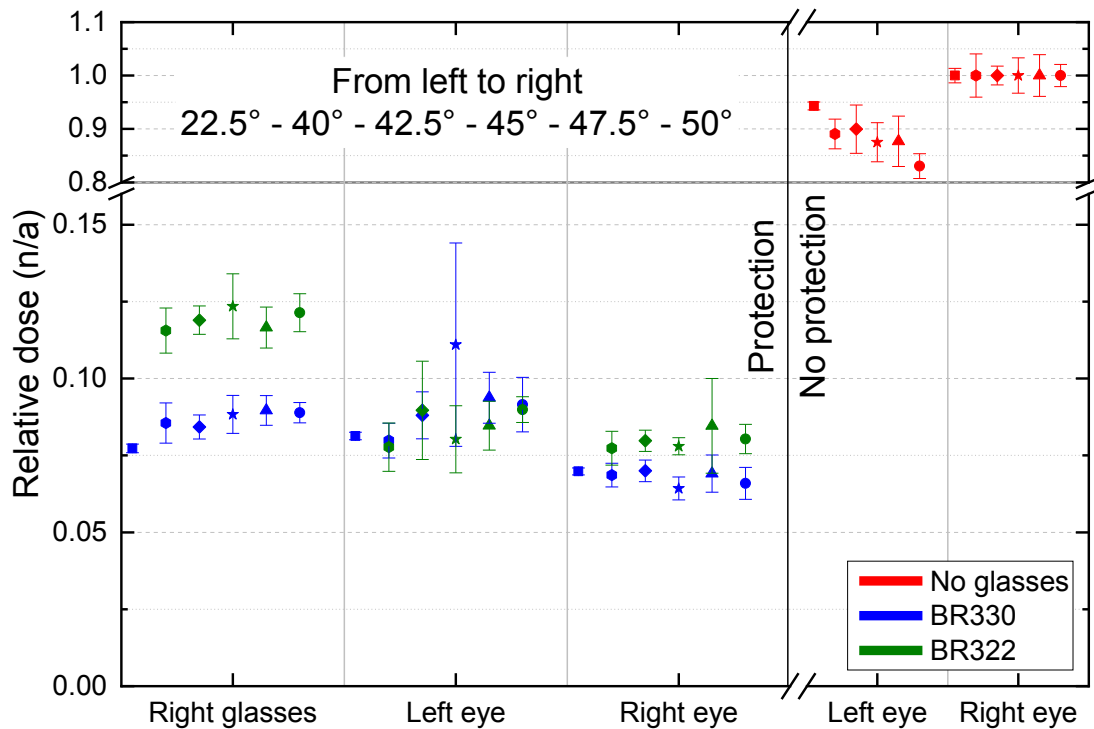 1.1
1.0
0.9
0.8
0.15
0.10
0.05
0.00
Relative dose (n/a)
From left to right
22.5° - 40° - 42.5° - 45° - 47.5° - 50°
Protection
No protection
No glasses
BR330
BR322
Right glasses
Left eye
Right eye
Left eye
Right eye